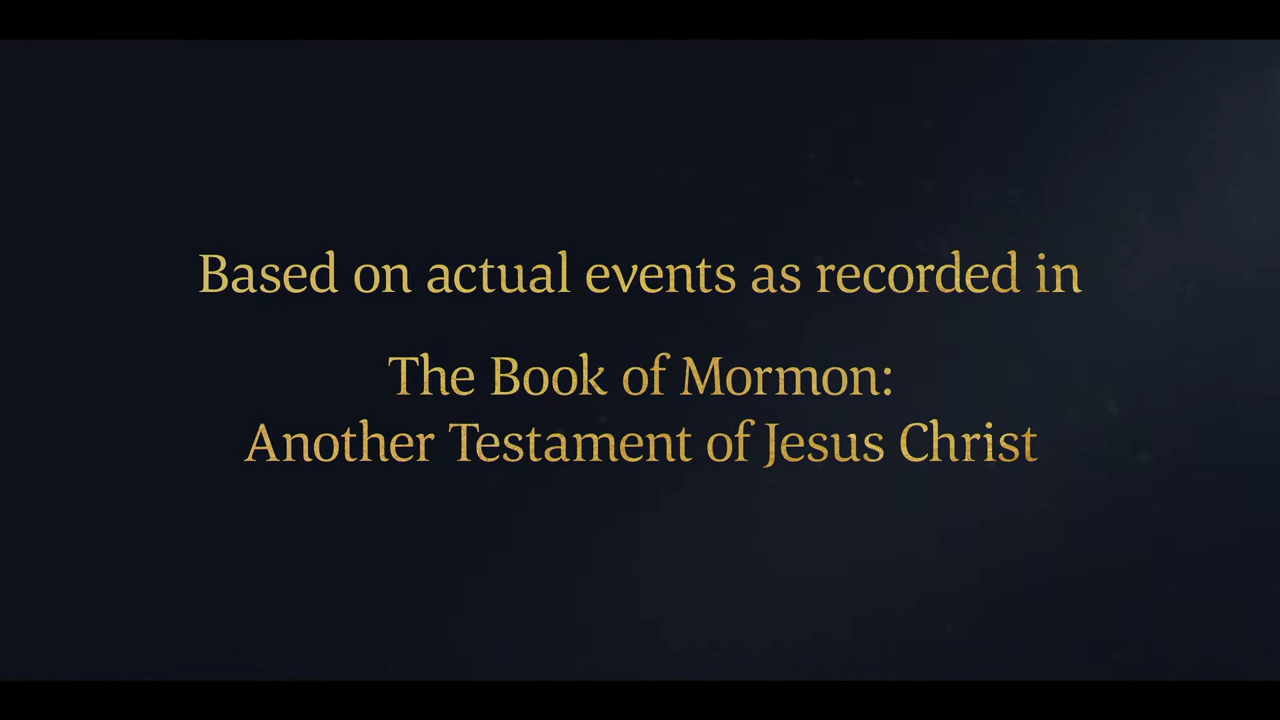 Based on actual events as recorded in
The Book of Mormon:
Another Testament of Jesus Christ